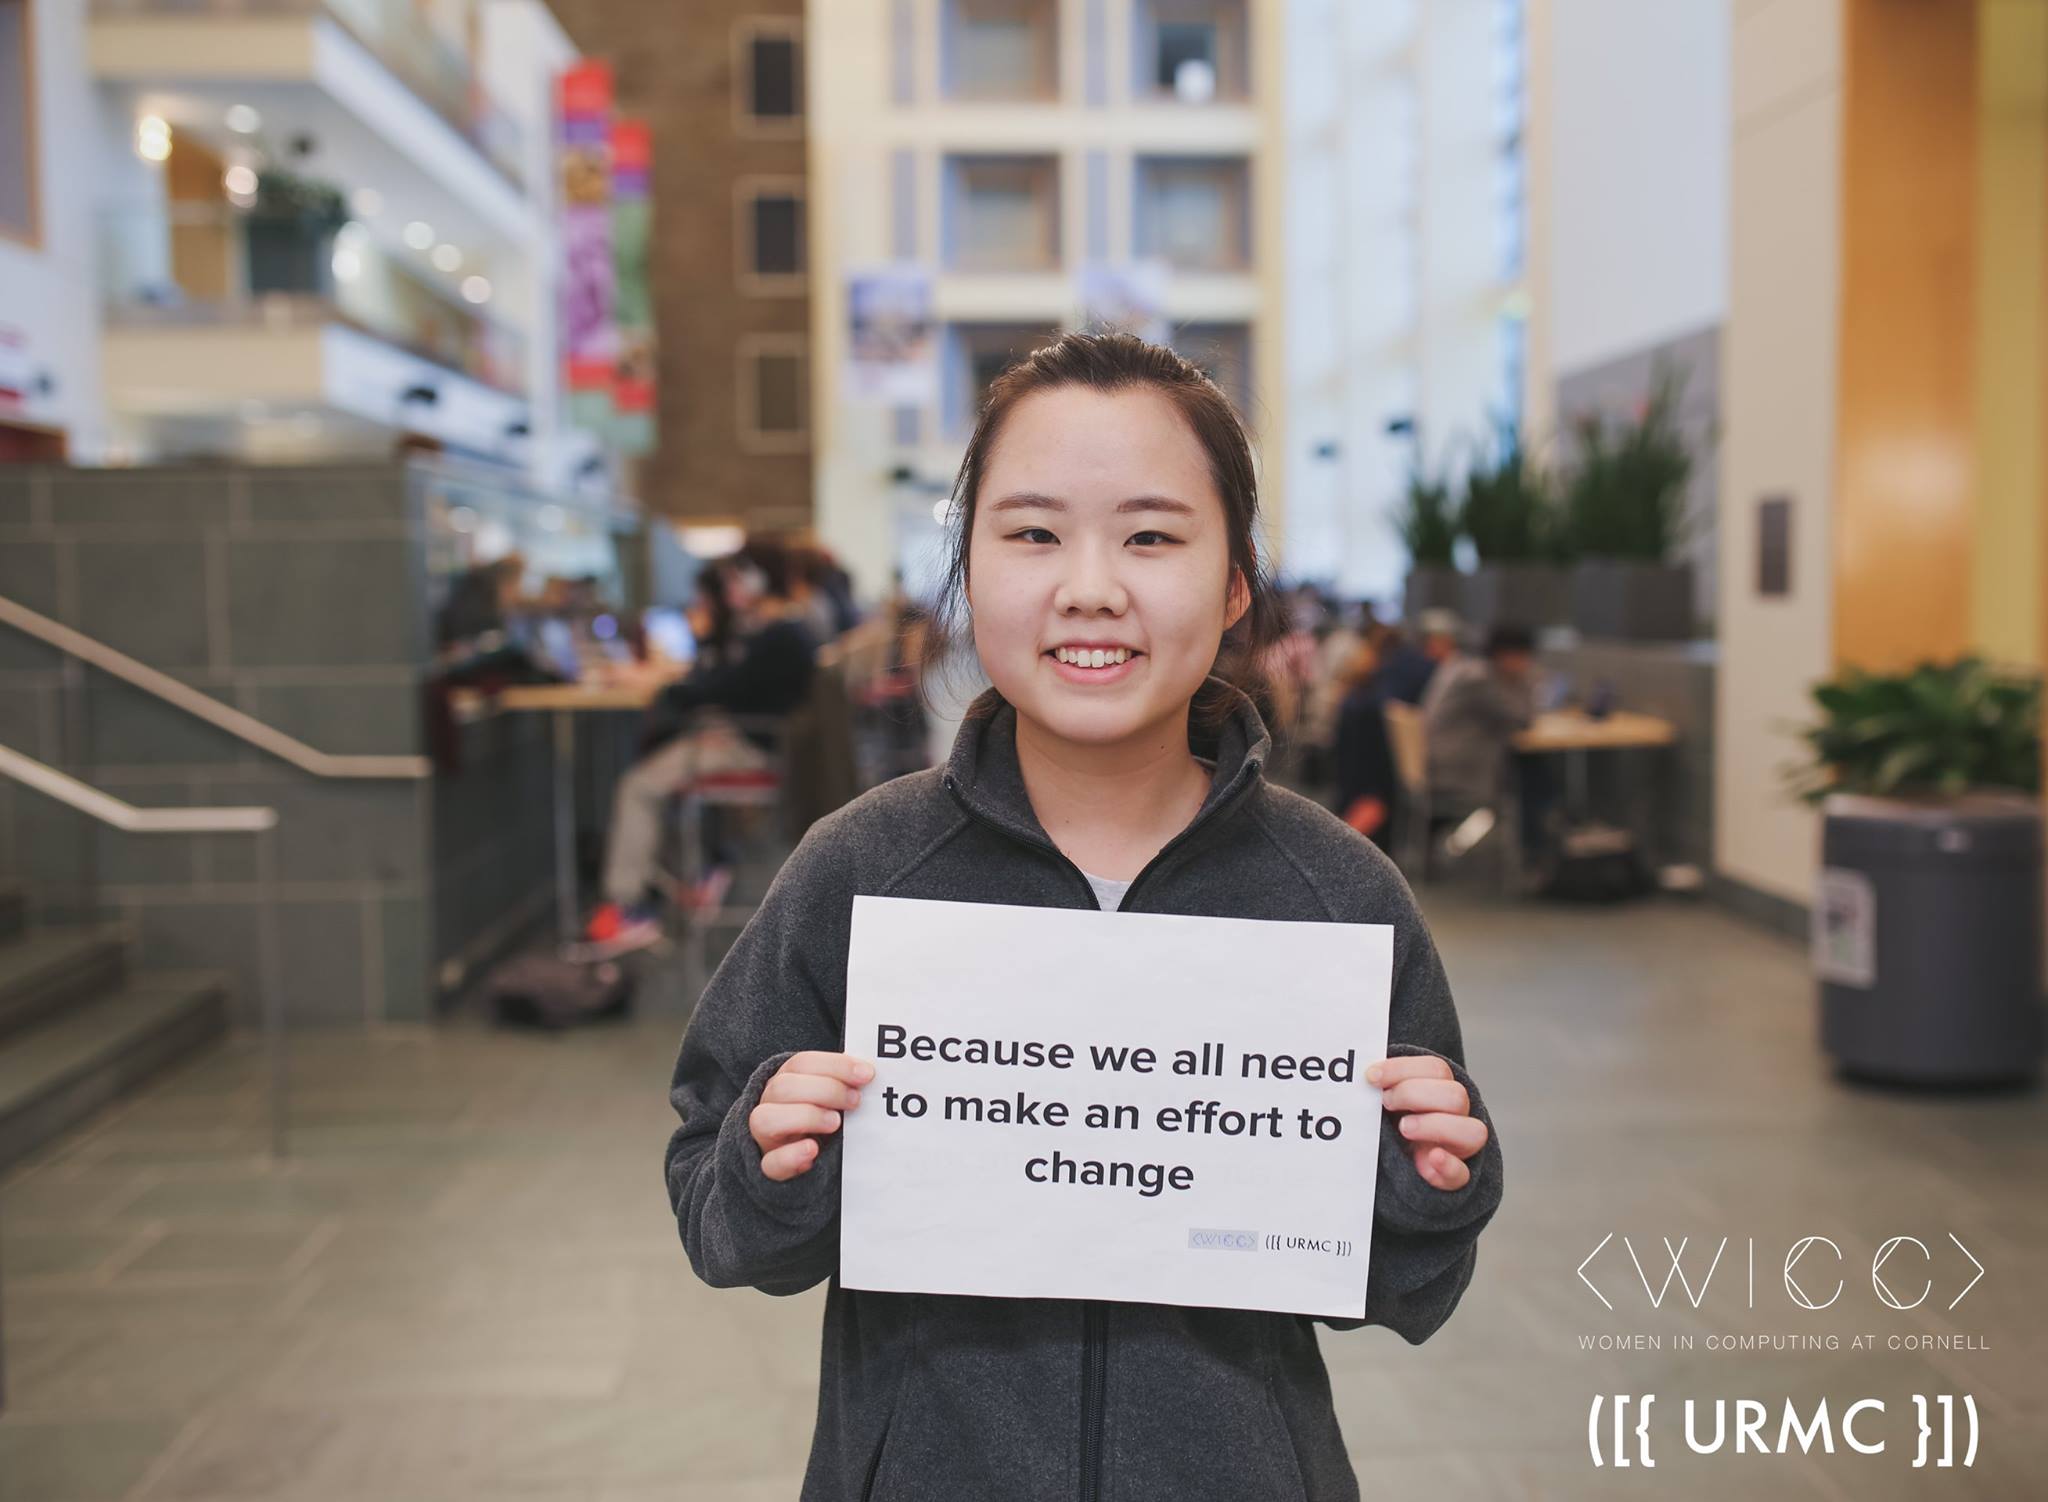 Because we all need
to make an effort to
change
<WICC> ([{ URMC }])
<WICC>
WOMEN IN COMPUTING AT CORNELL
([{ URMC }])